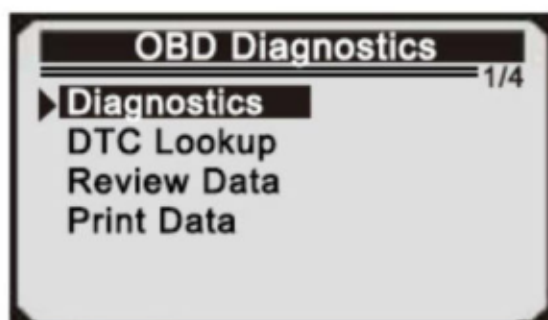 OBD Diagnostics
1/4
Diagnostics
DTC Lookup
Review Data
Print Data